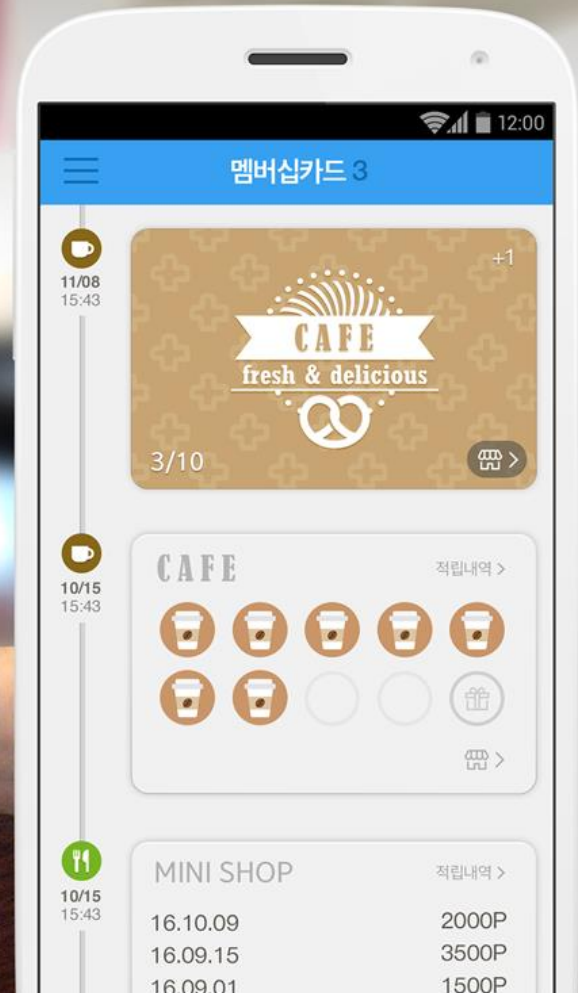 12:00
멤버십카드 3
11/08
15:43
+1
CAFE
fresh & delicious
3/10
10/15
15:43
CAFE
적립내역 >
10/15
15:43
MINI SHOP
적립내역 >
16.10.09 2000P
16.09.15 3500P
16.09.01 1500P